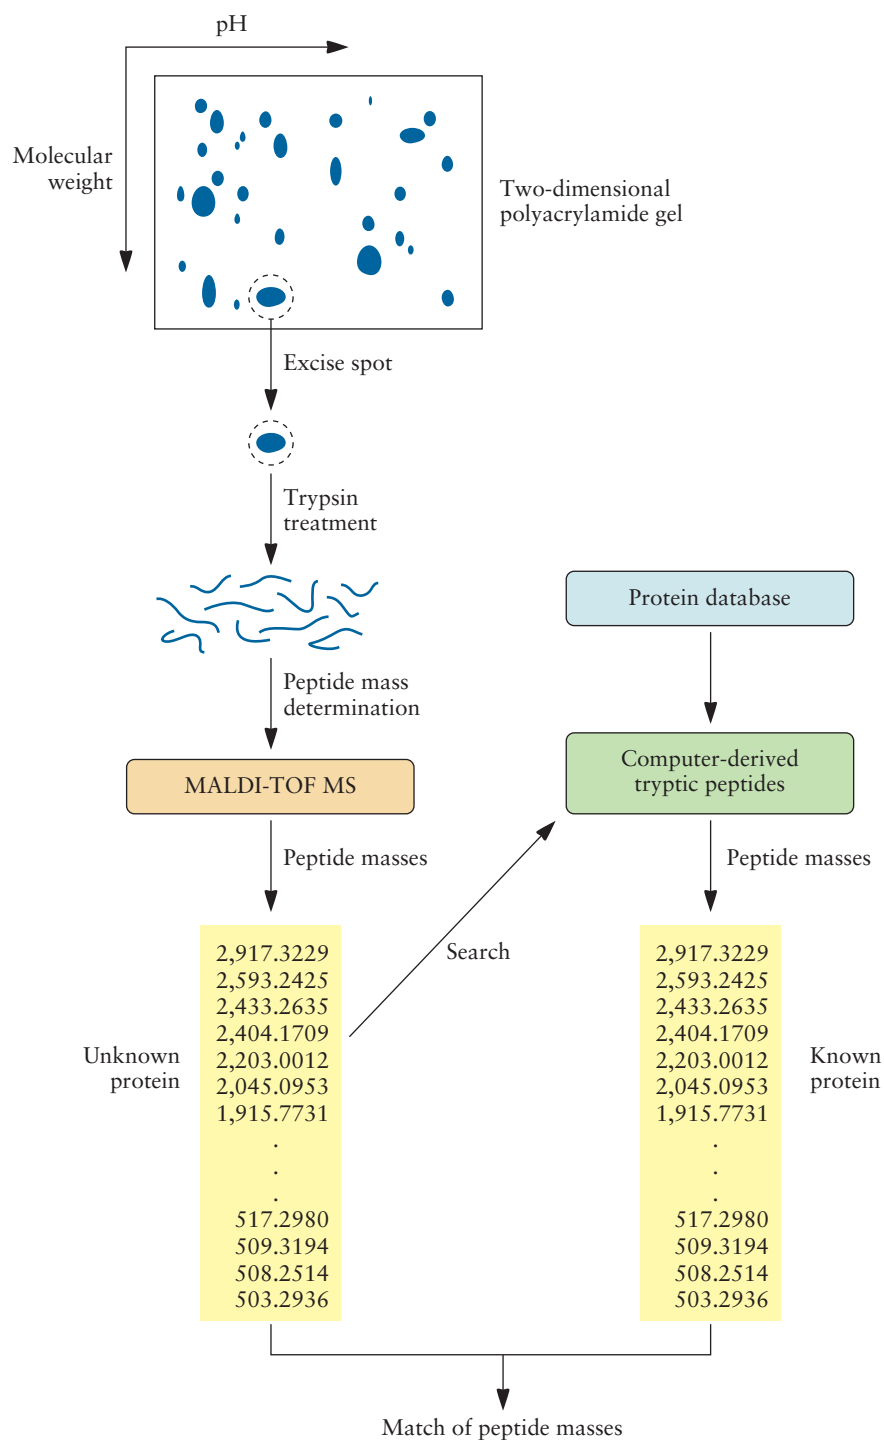 pH
Molecular
weight
Two-dimensional
polyacrylamide gel
Excise spot
Trypsin
treatment
Protein database
Peptide mass
determination
MALDI-TOF MS
Computer-derived
tryptic peptides
Peptide masses
Peptide masses
Search
Unknown
protein
2,917.3229
2,593.2425
2,433.2635
2,404.1709
2,203.0012
2,045.0953
1,915.7731
.
.
.
517.2980
509.3194
508.2514
503.2936
2,917.3229
2,593.2425
2,433.2635
2,404.1709
2,203.0012
2,045.0953
1,915.7731
.
.
.
517.2980
509.3194
508.2514
503.2936
Known
protein
Match of peptide masses